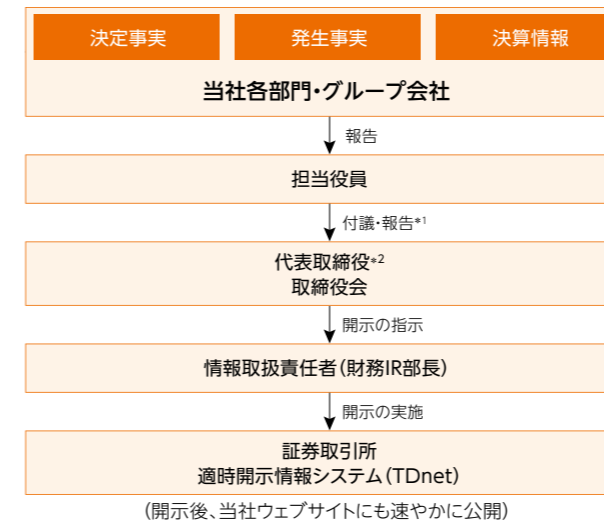 決定事実
発生事実
決算情報
当社各部門・グループ会社
報告
担当役員
付議・報告*1
代表取締役*2
取締役会
開示の指示
情報取扱責任者(財務IR部長)
開示の実施
証券取引所
適時開示情報システム(TDnet)
(開示後、当社ウェブサイトにも速やかに公開)